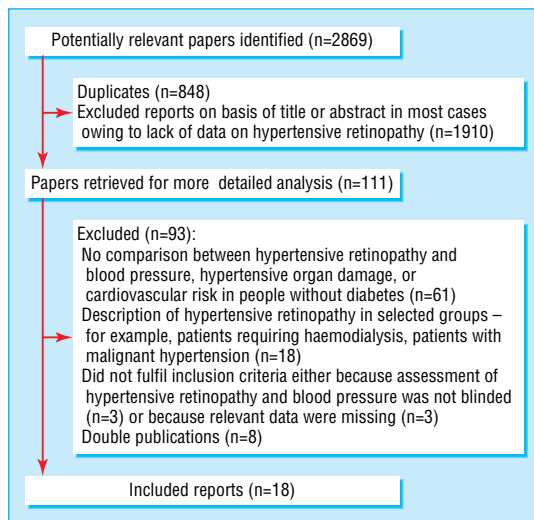 Potentially relevant papers identified (n=2869)
Duplicates (n=848)
Excluded reports on basis of title or abstract in most cases
owing to lack of data on hypertensive retinopathy (n=1910)
Papers retrieved for more detailed analysis (n=111)
Excluded (n=93):
No comparison between hypertensive retinopathy and
blood pressure, hypertensive organ damage, or
cardiovascular risk in people without diabetes (n=61)
Description of hypertensive retinopathy in selected groups –
for example, patients requiring haemodialysis, patients with
malignant hypertension (n=18)
Did not fulfil inclusion criteria either because assessment of
hypertensive retinopathy and blood pressure was not blinded
(n=3) or because relevant data were missing (n=3)
Double publications (n=8)
Included reports (n=18)